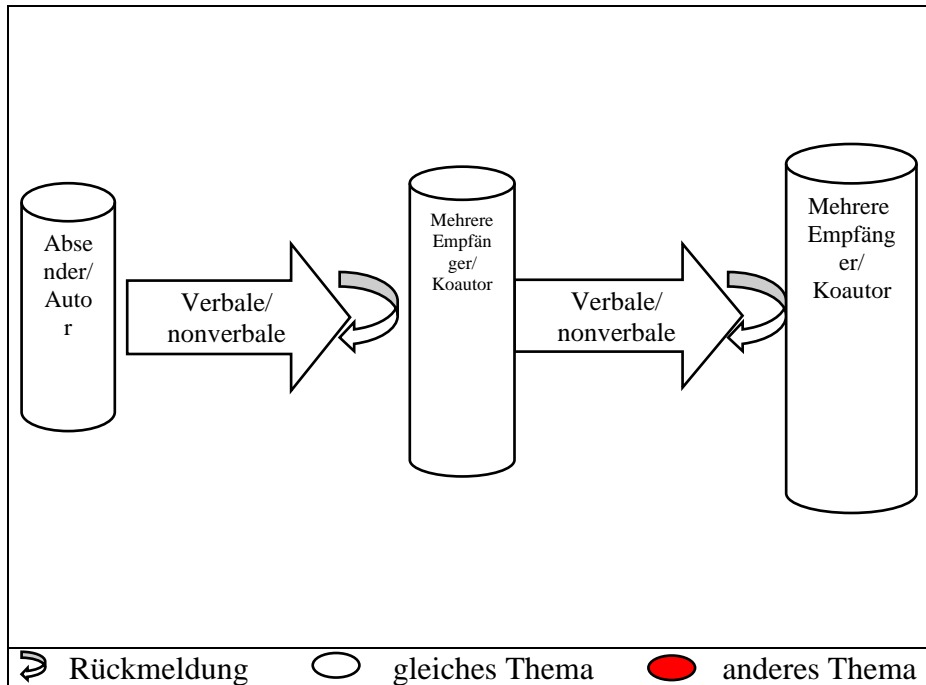 Abse
nder/
Auto
r
Verbale/
nonverbale
Mehrere
Empfän
ger/
Koautor
Verbale/
nonverbale
Mehrere
Empfäng
er/
Koautor
Rückmeldung gleiches Thema anderes Thema